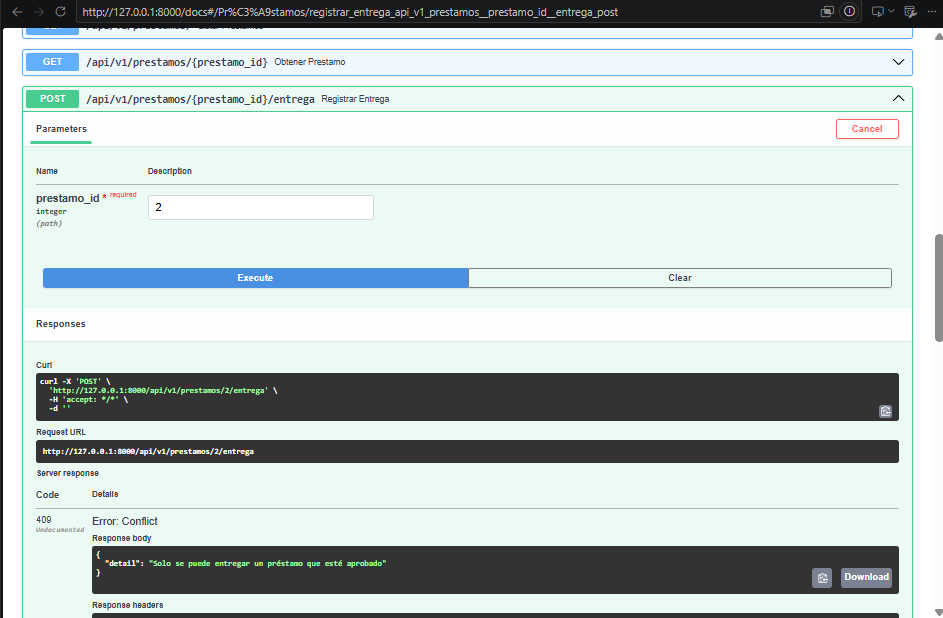 http://127.0.0.1:8000/docs#/Pr%C3%A9stamos/registrar_entrega_api_v1_prestamos__prestamo_id__entrega_post
GET /api/v1/prestamos/{prestamo_id} Obtener Prestamo
POST /api/v1/prestamos/{prestamo_id}/entrega Registrar Entrega
Parameters
Cancel
Name Description
prestamo_id * required
integer
(path)
2
Execute Clear
Responses
Curl
curl -X 'POST' \
'http://127.0.0.1:8000/api/v1/prestamos/2/entrega' \
-H 'accept: */*' \
-d ''
Request URL
http://127.0.0.1:8000/api/v1/prestamos/2/entrega
Server response
Code Details
409
Undocumented
Error: Conflict
Response body
{
"detail": "Solo se puede entregar un préstamo que esté aprobado"
}
Download
Response headers